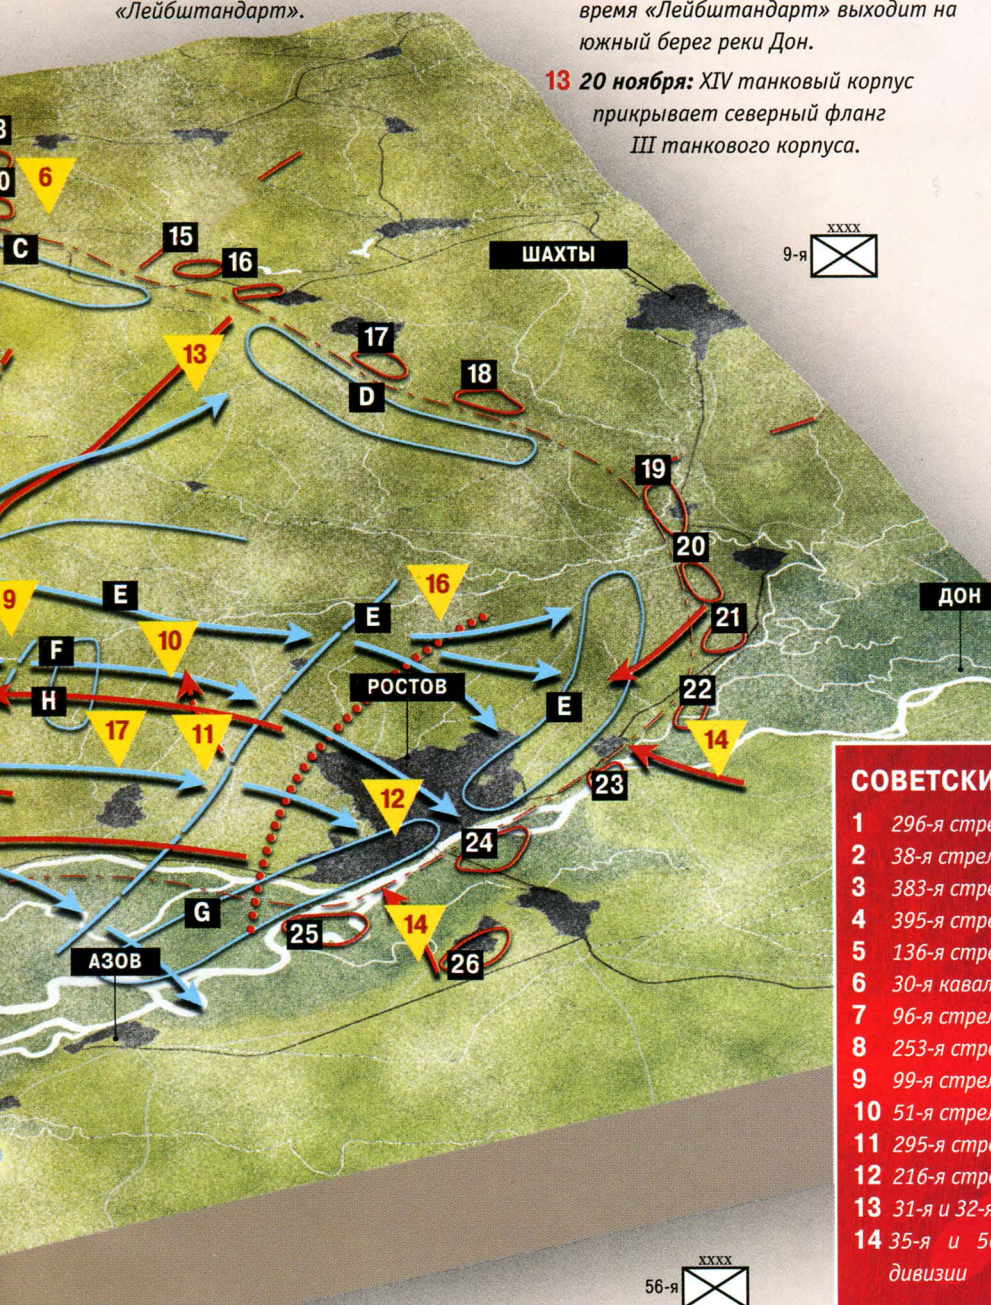 «Лейбштандарт».
время «Лейбштандарт» выходит на
южный берег реки Дон.
13 20 ноября: XIV танковый корпус
прикрывает северный фланг
III танкового корпуса.
6
C
15
16
ШАХТЫ
xxxx
9-я
13
17
D
18
19
20
9
E
E
16
21
ДОН
10
F
H
РОСТОВ
E
22
17
11
14
12
23
24
G
25
14
26
АЗОВ
xxxx
56-я
СОВЕТСКИ
1 296-я стре
2 38-я стрел
3 383-я стре
4 395-я стре
5 136-я стре
6 30-я кавал
7 96-я стрел
8 253-я стре
9 99-я стрел
10 51-я стрел
11 295-я стре
12 216-я стре
13 31-я и 32-я
14 35-я и 5
дивизии